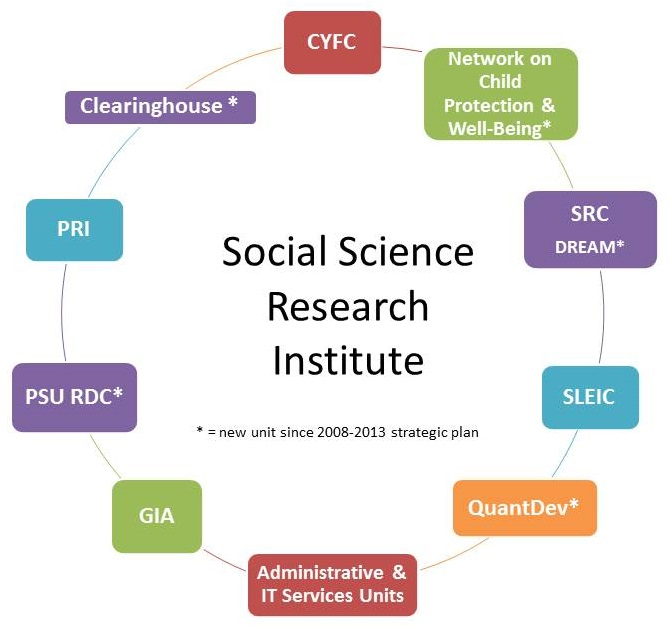 CYFC
Network on
Child
Protection &
Well-Being*
SRC
DREAM*
SLEIC
QuantDev*
Administrative &
IT Services Units
GIA
PSU RDC*
PRI
Clearinghouse *
Social Science
Research
Institute
* = new unit since 2008-2013 strategic plan